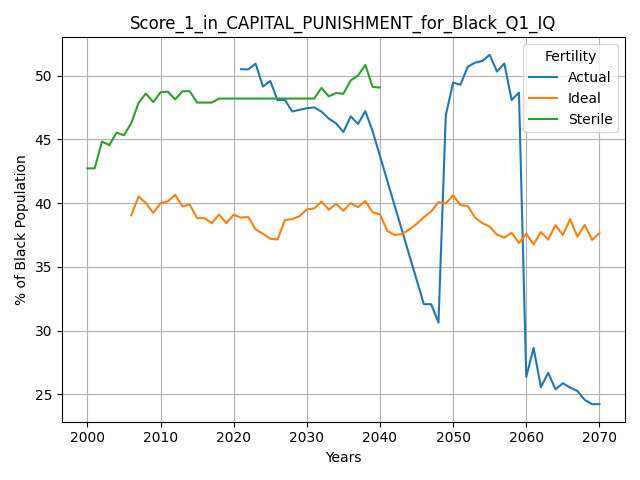 Score_1_in_CAPITAL_PUNISHMENT_for_Black_Q1_IQ
Fertility
Actual
Ideal
Sterile
% of Black Population
50
45
40
35
30
25
2000
2010
2020
2030
2040
2050
2060
2070
Years